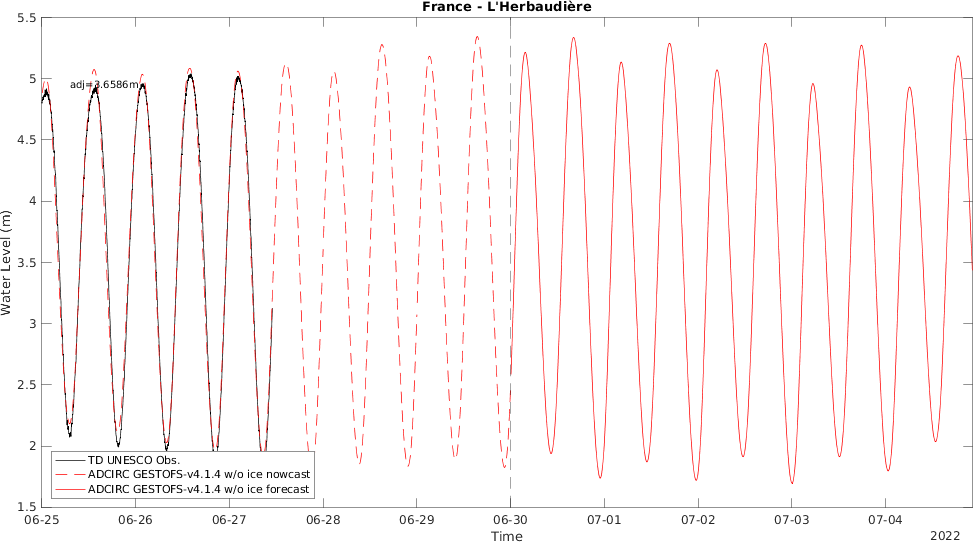 France - L'Herbaudière
5.5
5
4.5
4
3.5
3
2.5
2
1.5
Water Level (m)
adj=3.6586m
TD UNESCO Obs.
ADCIRC GESTOFS-v4.1.4 w/o ice nowcast
ADCIRC GESTOFS-v4.1.4 w/o ice forecast
06-25 06-26 06-27 06-28 06-29 06-30 07-01 07-02 07-03 07-04
Time
2022